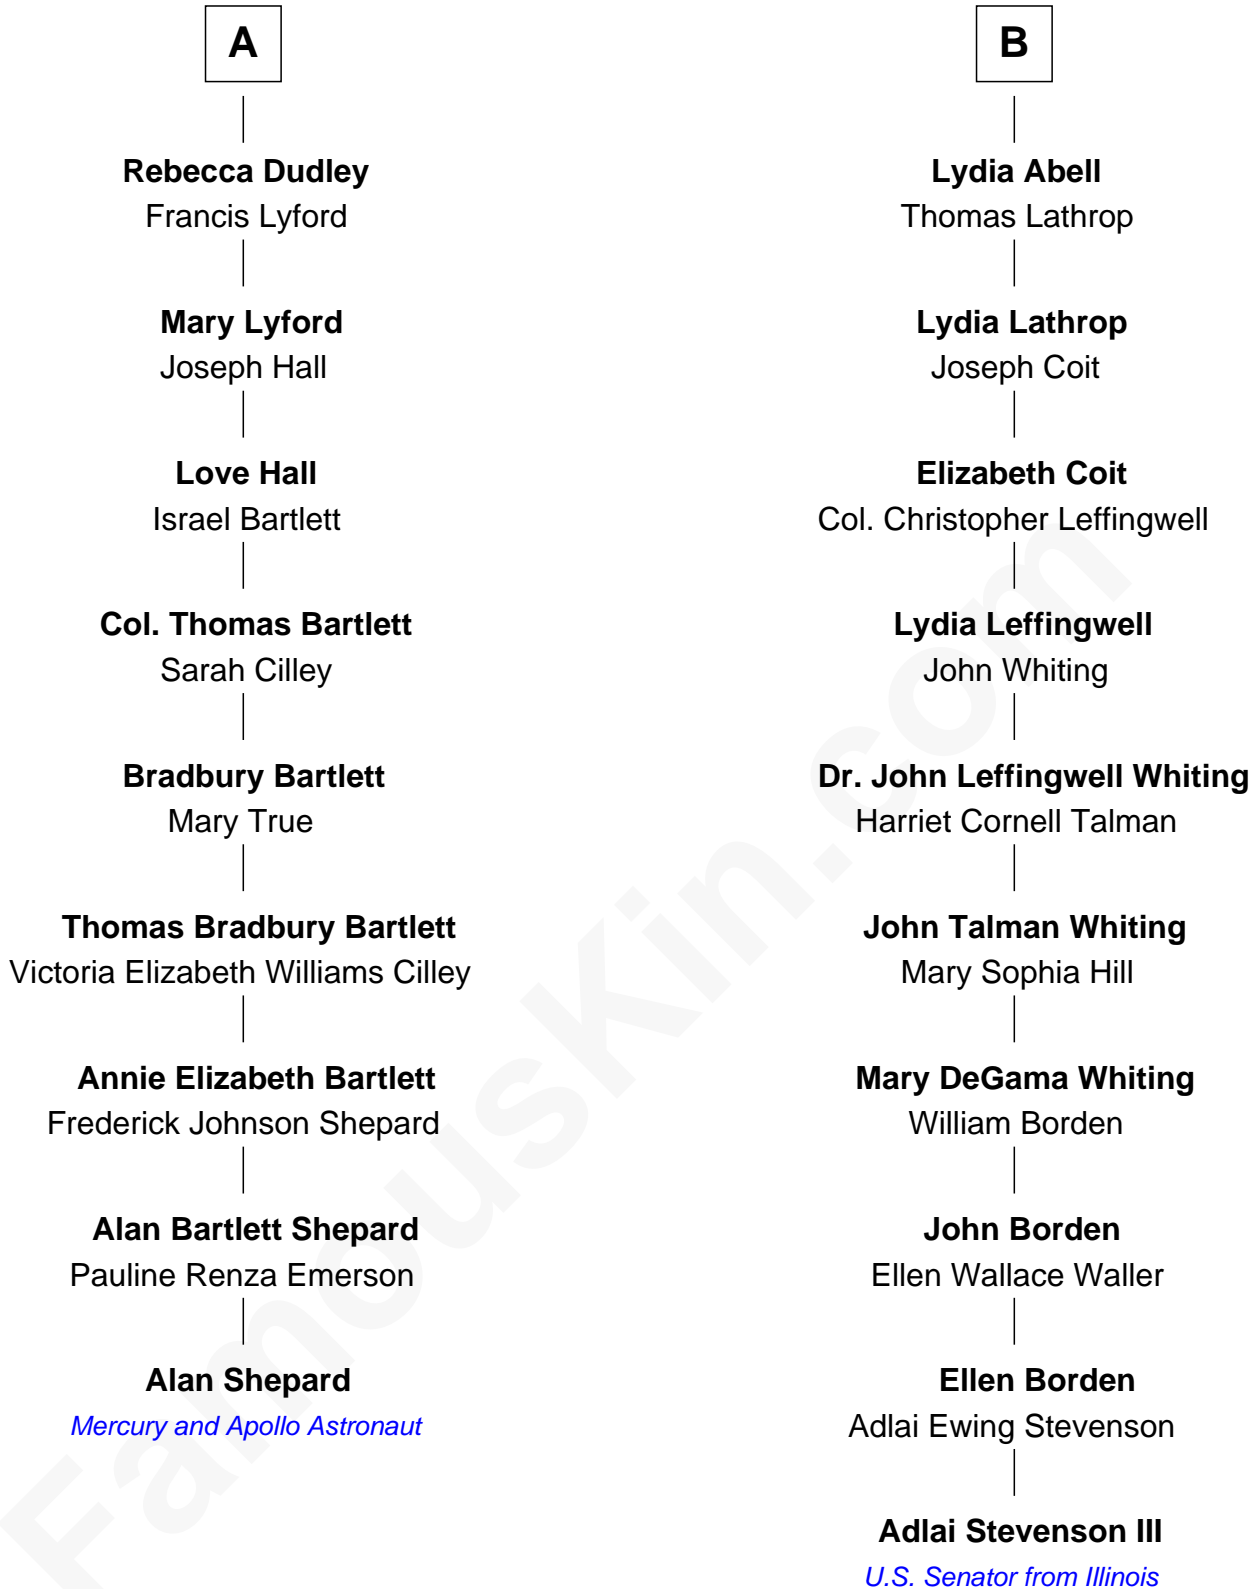 A
Rebecca Dudley
Francis Lyford
Mary Lyford
Joseph Hall
Love Hall
Israel Bartlett
Col. Thomas Bartlett
Sarah Cilley
Bradbury Bartlett
Mary True
Thomas Bradbury Bartlett
Victoria Elizabeth Williams Cilley
Annie Elizabeth Bartlett
Frederick Johnson Shepard
Alan Bartlett Shepard
Pauline Renza Emerson
Alan Shepard
Mercury and Apollo Astronaut
B
Lydia Abell
Thomas Lathrop
Lydia Lathrop
Joseph Coit
Elizabeth Coit
Col. Christopher Leffingwell
Lydia Leffingwell
John Whiting
Dr. John Leffingwell Whiting
Harriet Cornell Talman
John Talman Whiting
Mary Sophia Hill
Mary DeGama Whiting
William Borden
John Borden
Ellen Wallace Waller
Ellen Borden
Adlai Ewing Stevenson
Adlai Stevenson III
U.S. Senator from Illinois
FamousKin.com